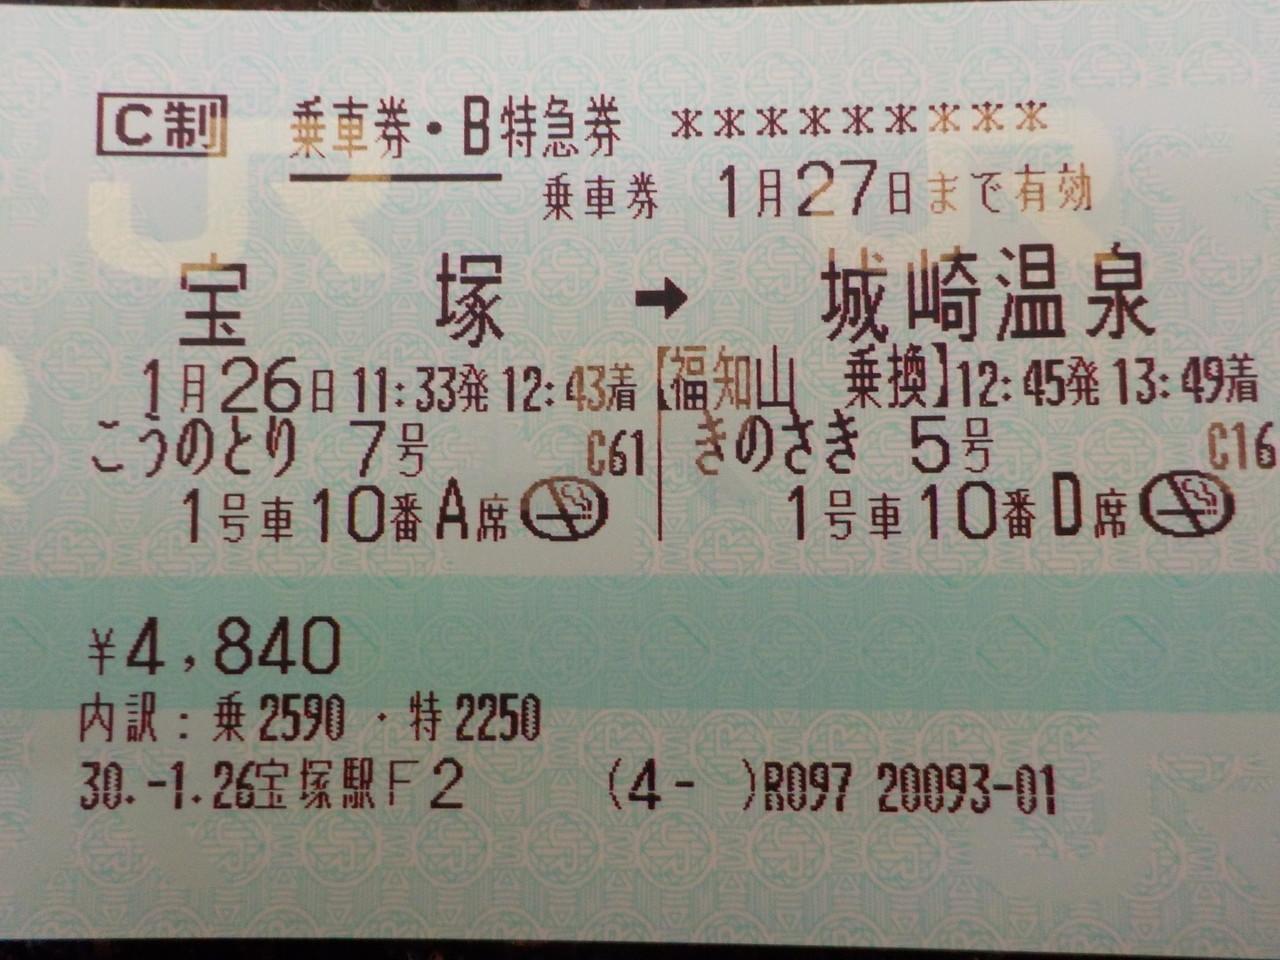 C制 乗車券・B特急券 *********
乗車券 1月27日まで有効
宝塚 → 城崎温泉
1月26日 11:33発 12:43着 【福知山 乗換】 12:45発 13:49着
こうのとり 7号 C61 きのさき 5号 C16
1号車10番A席 1号車10番D席
¥4,840
内訳:乗2590・特2250
30.-1.26宝塚駅F2 (4- )R097 20093-01